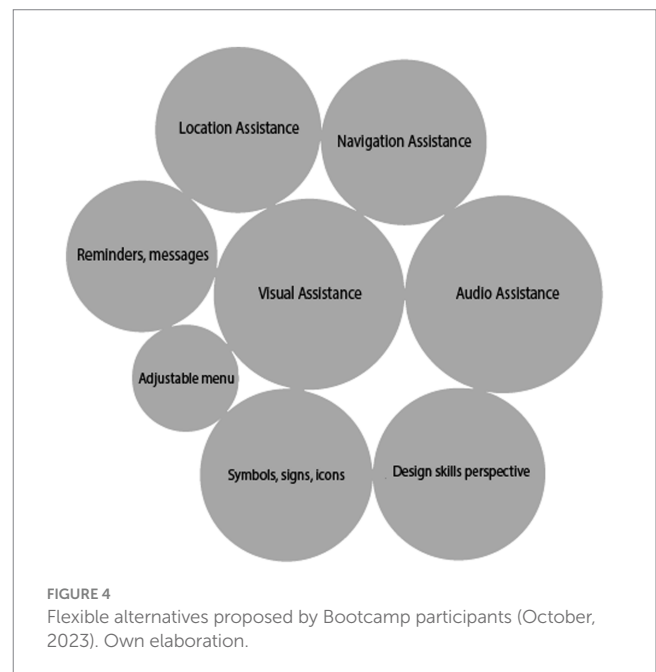 Location Assistance
Navigation Assistance
Reminders, messages
Visual Assistance
Audio Assistance
Adjustable menu
Symbols, signs, icons
Design skills perspective
FIGURE 4
Flexible alternatives proposed by Bootcamp participants (October,
2023). Own elaboration.